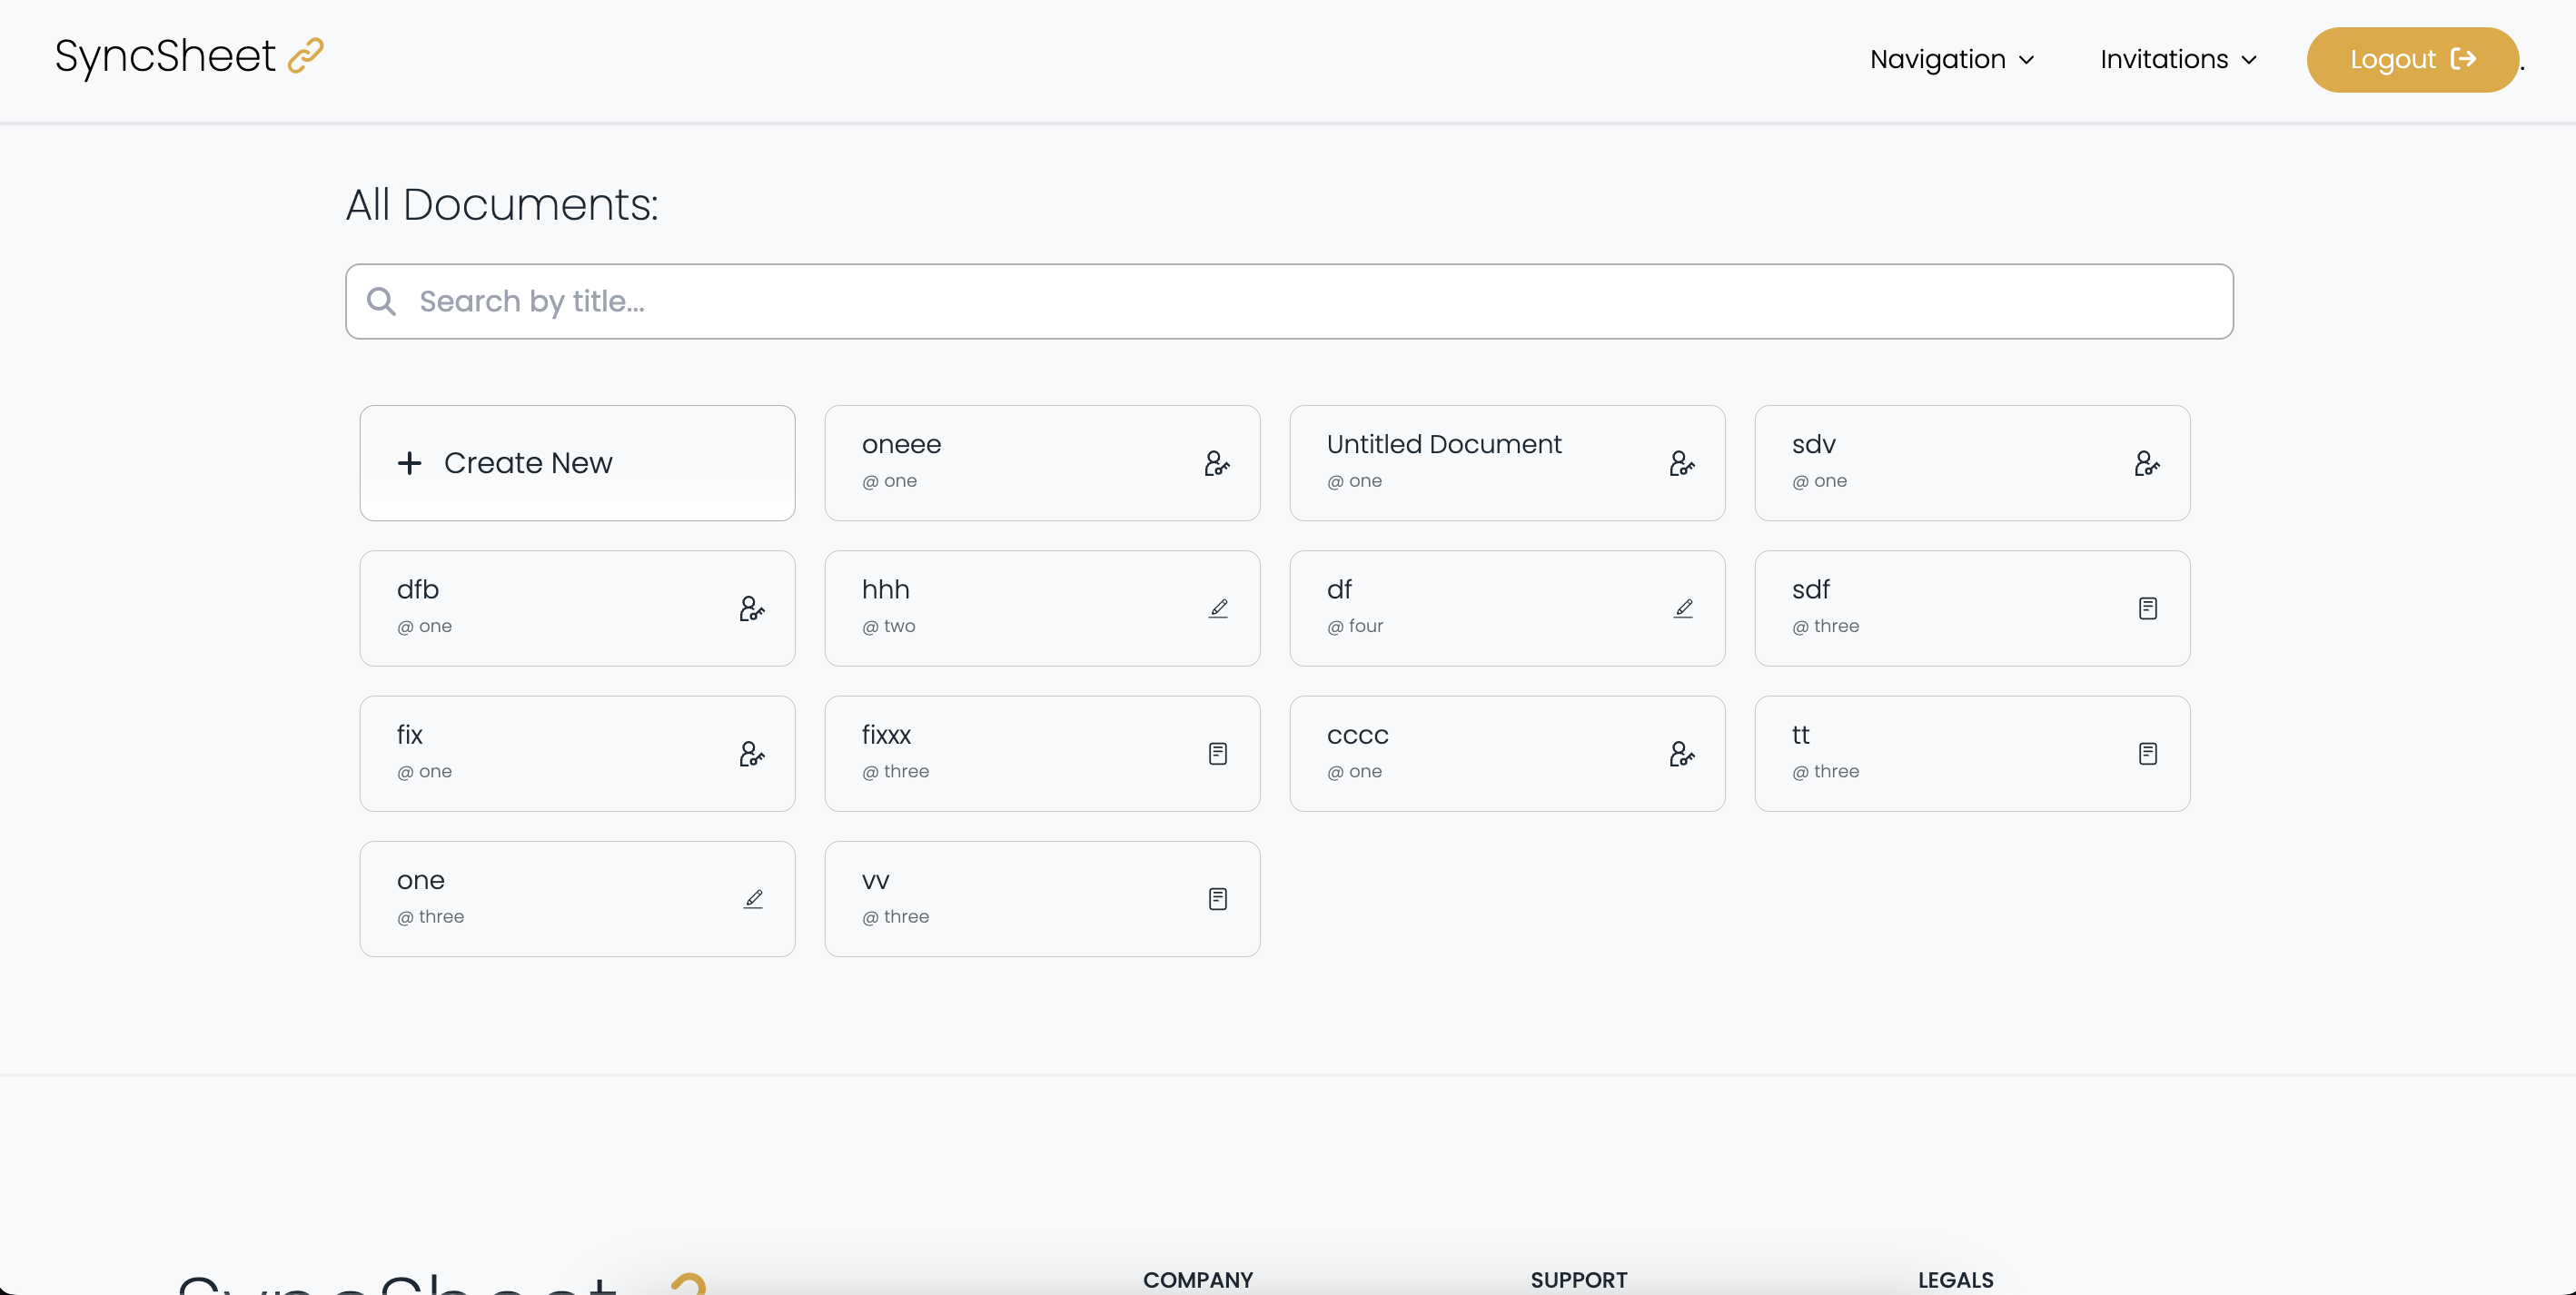 SyncSheet
Navigation
Invitations
Logout
.
All Documents:
Search by title...
Create New
oneee
@ one
Untitled Document
@ one
sdv
@ one
dfb
@ one
hhh
@ two
df
@ four
sdf
@ three
fix
@ one
fixxx
@ three
cccc
@ one
tt
@ three
one
@ three
vv
@ three
SyncSheet
COMPANY
SUPPORT
LEGALS